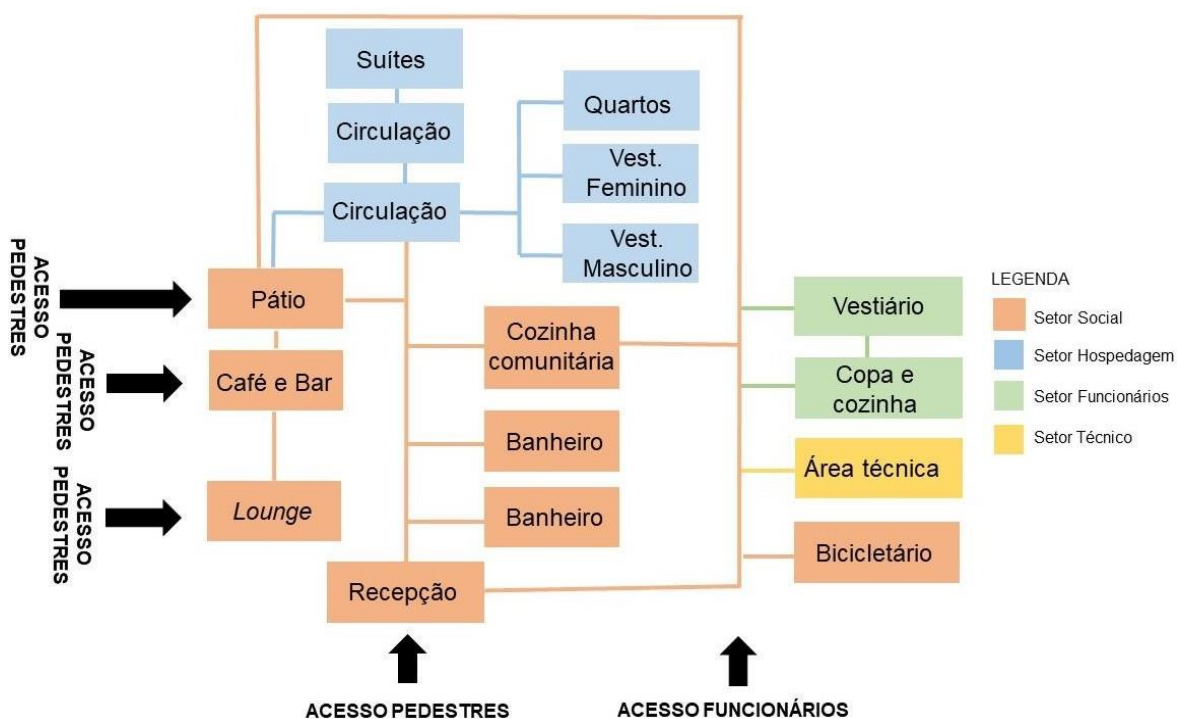 Suítes
Circulação
Circulação
Quartos
Vest.
Feminino
Vest.
Masculino
ACESSO
PEDESTRES
Pátio
ACESSO
PEDESTRES
Café e Bar
ACESSO
PEDESTRES
Lounge
Cozinha
comunitária
Banheiro
Banheiro
Recepção
Vestiário
Copa e
cozinha
Área técnica
Bicicletário
LEGENDA
Setor Social
Setor Hospedagem
Setor Funcionários
Setor Técnico
ACESSO PEDESTRES
ACESSO FUNCIONÁRIOS